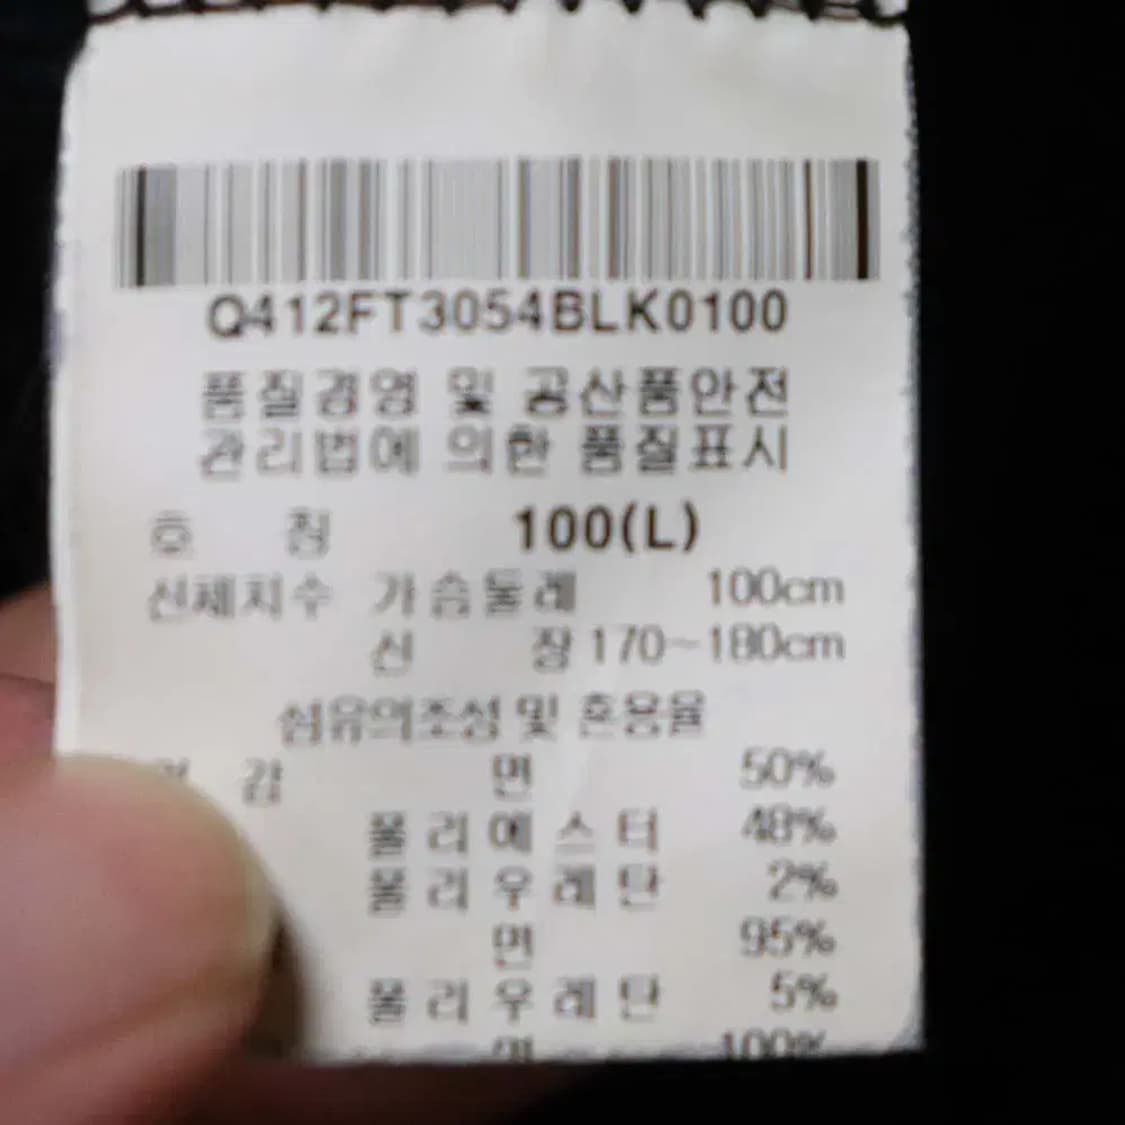 Q412FT3054BLK0100
품질경영 및 공산품안전
관리법에 의한 품질표시
호 칭 100(L)
신체치수 가슴둘레 100cm
신 장 170~180cm
섬유의조성 및 혼용율
감 면 50%
폴리에스터 48%
폴리우레탄 2%
면 95%
폴리우레탄 5%
100%